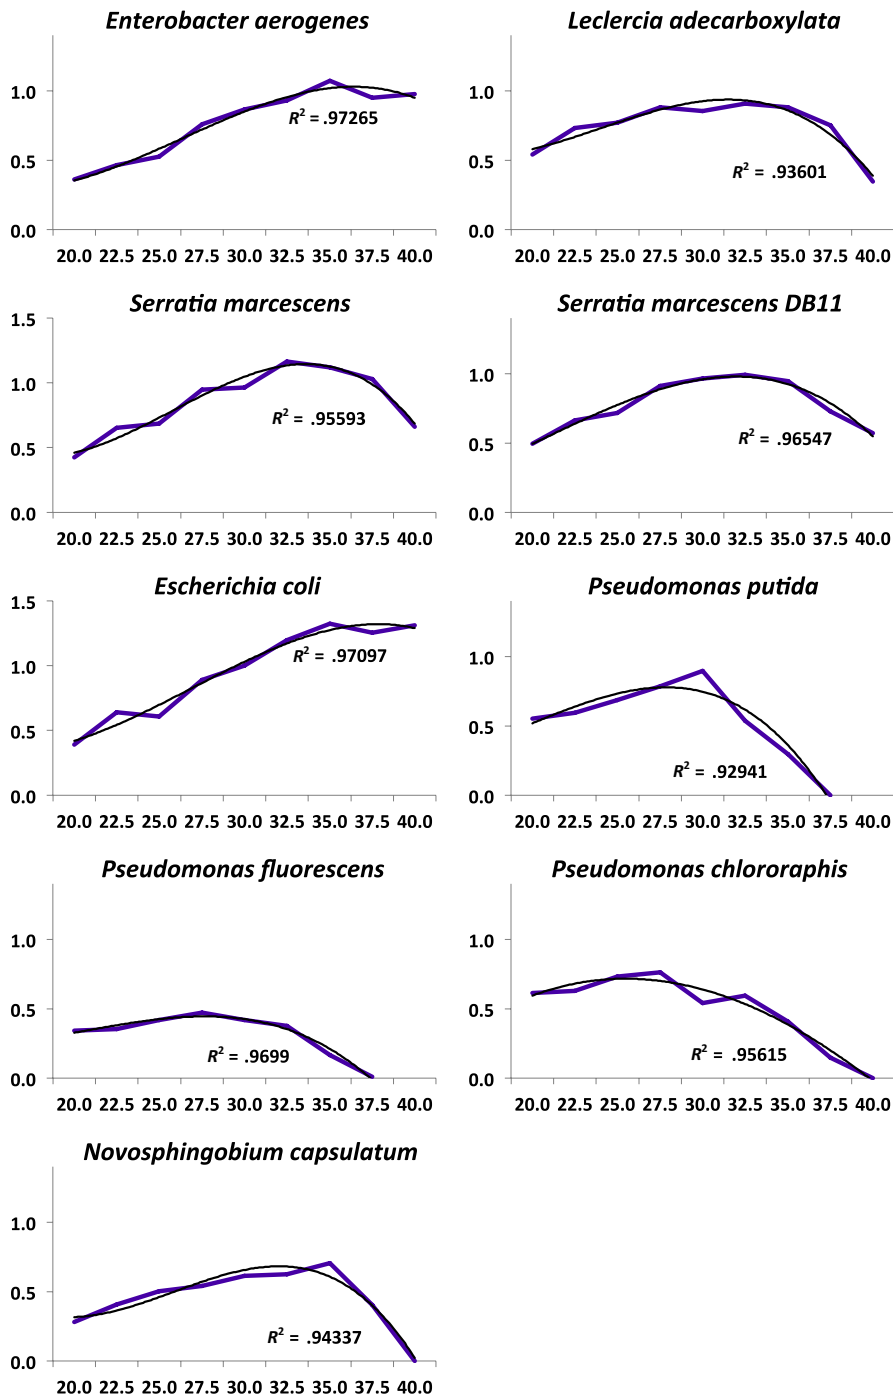 Enterobacter aerogenes
1.0
0.5
0.0
R² = .97265
20.0 22.5 25.0 27.5 30.0 32.5 35.0 37.5 40.0
Leclercia adecarboxylata
1.0
0.5
0.0
R² = .93601
20.0 22.5 25.0 27.5 30.0 32.5 35.0 37.5 40.0
Serratia marcescens
1.5
1.0
0.5
0.0
R² = .95593
20.0 22.5 25.0 27.5 30.0 32.5 35.0 37.5 40.0
Serratia marcescens DB11
1.0
0.5
0.0
R² = .96547
20.0 22.5 25.0 27.5 30.0 32.5 35.0 37.5 40.0
Escherichia coli
1.5
1.0
0.5
0.0
R² = .97097
20.0 22.5 25.0 27.5 30.0 32.5 35.0 37.5 40.0
Pseudomonas putida
1.0
0.5
0.0
R² = .92941
20.0 22.5 25.0 27.5 30.0 32.5 35.0 37.5 40.0
Pseudomonas fluorescens
1.0
0.5
0.0
R² = .9699
20.0 22.5 25.0 27.5 30.0 32.5 35.0 37.5 40.0
Pseudomonas chlororaphis
1.0
0.5
0.0
R² = .95615
20.0 22.5 25.0 27.5 30.0 32.5 35.0 37.5 40.0
Novosphingobium capsulatum
1.0
0.5
0.0
R² = .94337
20.0 22.5 25.0 27.5 30.0 32.5 35.0 37.5 40.0